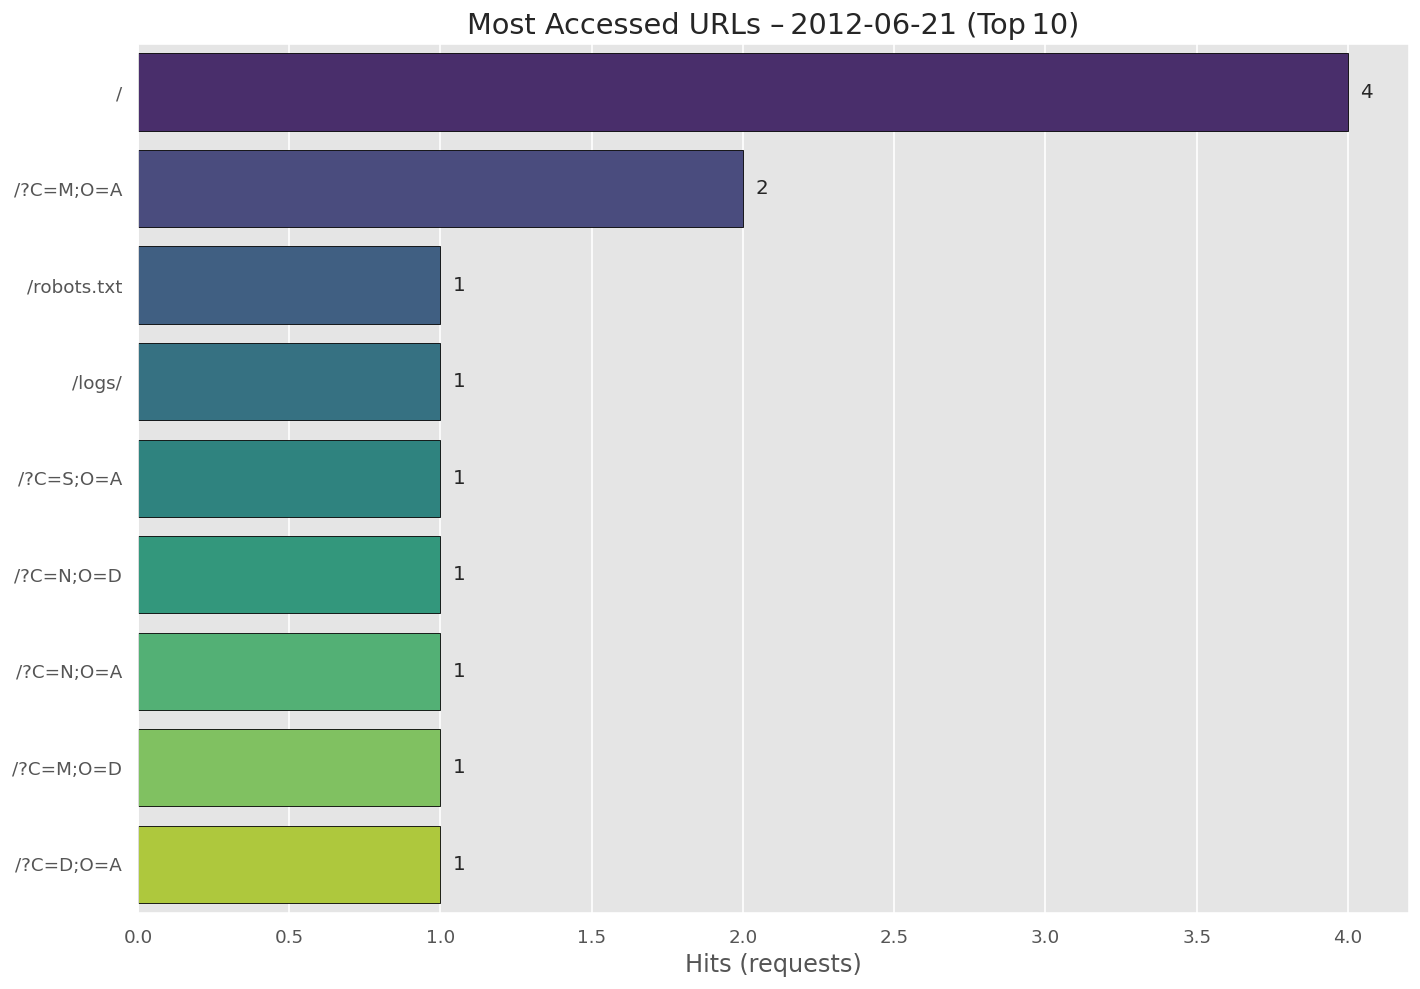 Most Accessed URLs – 2012-06-21 (Top 10)
/ 4
/?C=M;O=A 2
/robots.txt 1
/logs/ 1
/?C=S;O=A 1
/?C=N;O=D 1
/?C=N;O=A 1
/?C=M;O=D 1
/?C=D;O=A 1
0.0 0.5 1.0 1.5 2.0 2.5 3.0 3.5 4.0
Hits (requests)